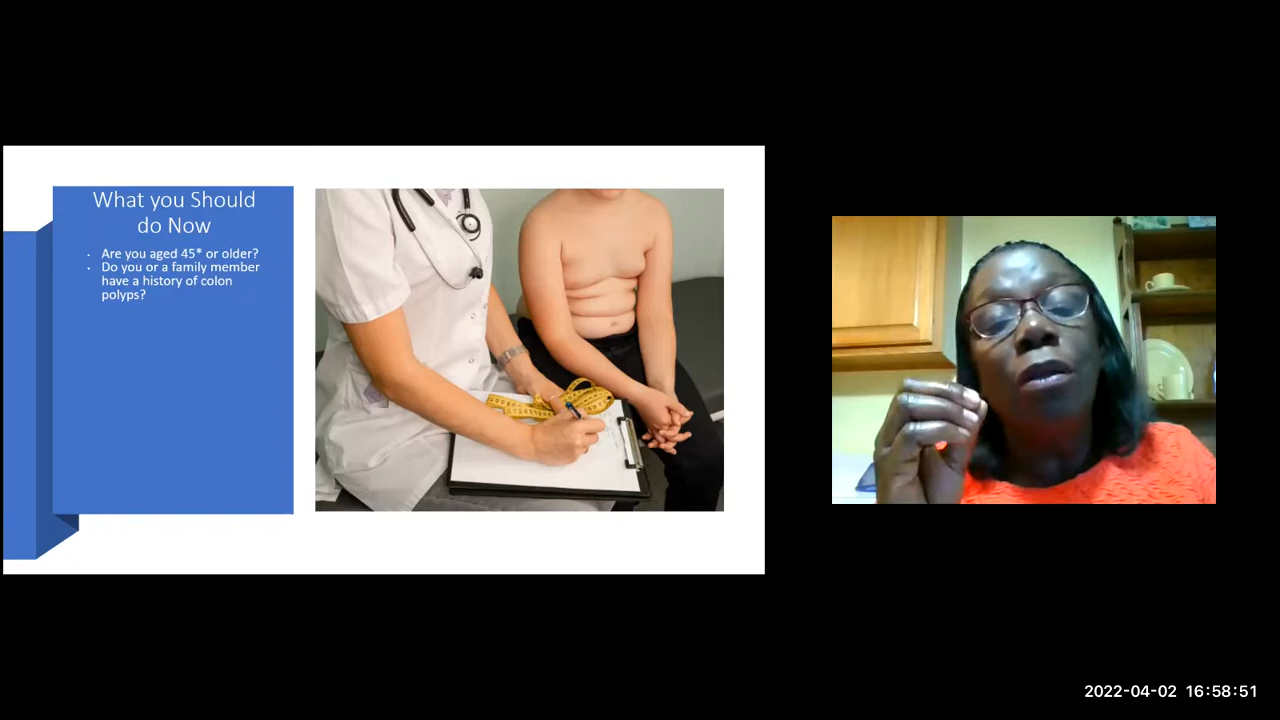 What you Should
do Now
· Are you aged 45* or older?
· Do you or a family member
have a history of colon
polyps?
2022-04-02 16:58:51